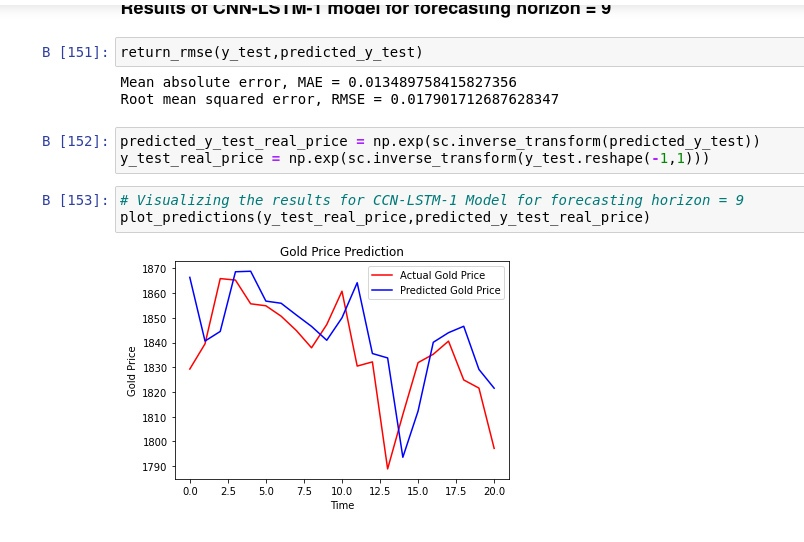 Results of CNN-LSTM-1 model for forecasting horizon = 9
B [151]: return_rmse(y_test,predicted_y_test)
Mean absolute error, MAE = 0.013489758415827356
Root mean squared error, RMSE = 0.017901712687628347
B [152]: predicted_y_test_real_price = np.exp(sc.inverse_transform(predicted_y_test))
y_test_real_price = np.exp(sc.inverse_transform(y_test.reshape(-1,1)))
B [153]: # Visualizing the results for CCN-LSTM-1 Model for forecasting horizon = 9
plot_predictions(y_test_real_price,predicted_y_test_real_price)
Gold Price Prediction
Actual Gold Price
Predicted Gold Price
Gold Price
1870
1860
1850
1840
1830
1820
1810
1800
1790
0.0 2.5 5.0 7.5 10.0 12.5 15.0 17.5 20.0
Time